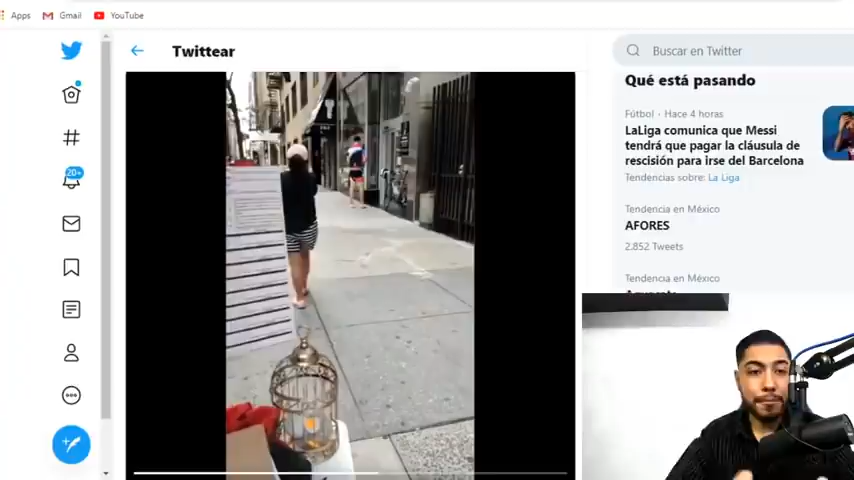 Apps
Gmail
YouTube
Twittear
Buscar en Twitter
Qué está pasando
Fútbol · Hace 4 horas
LaLiga comunica que Messi
tendrá que pagar la cláusula de
rescisión para irse del Barcelona
Tendencias sobre: La Liga
20+
Tendencia en México
AFORES
2.852 Tweets
Tendencia en México